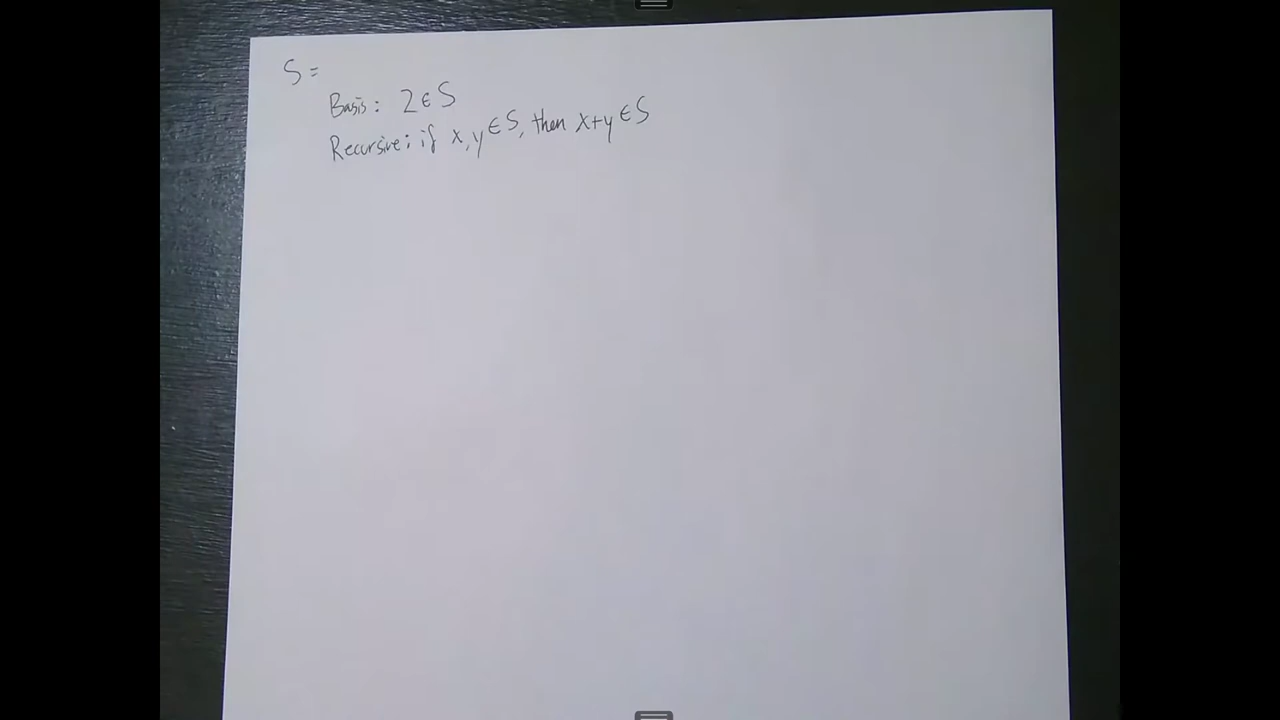 S =
Basis: 2 ∈ S
Recursive: if x, y ∈ S, then x+y ∈ S